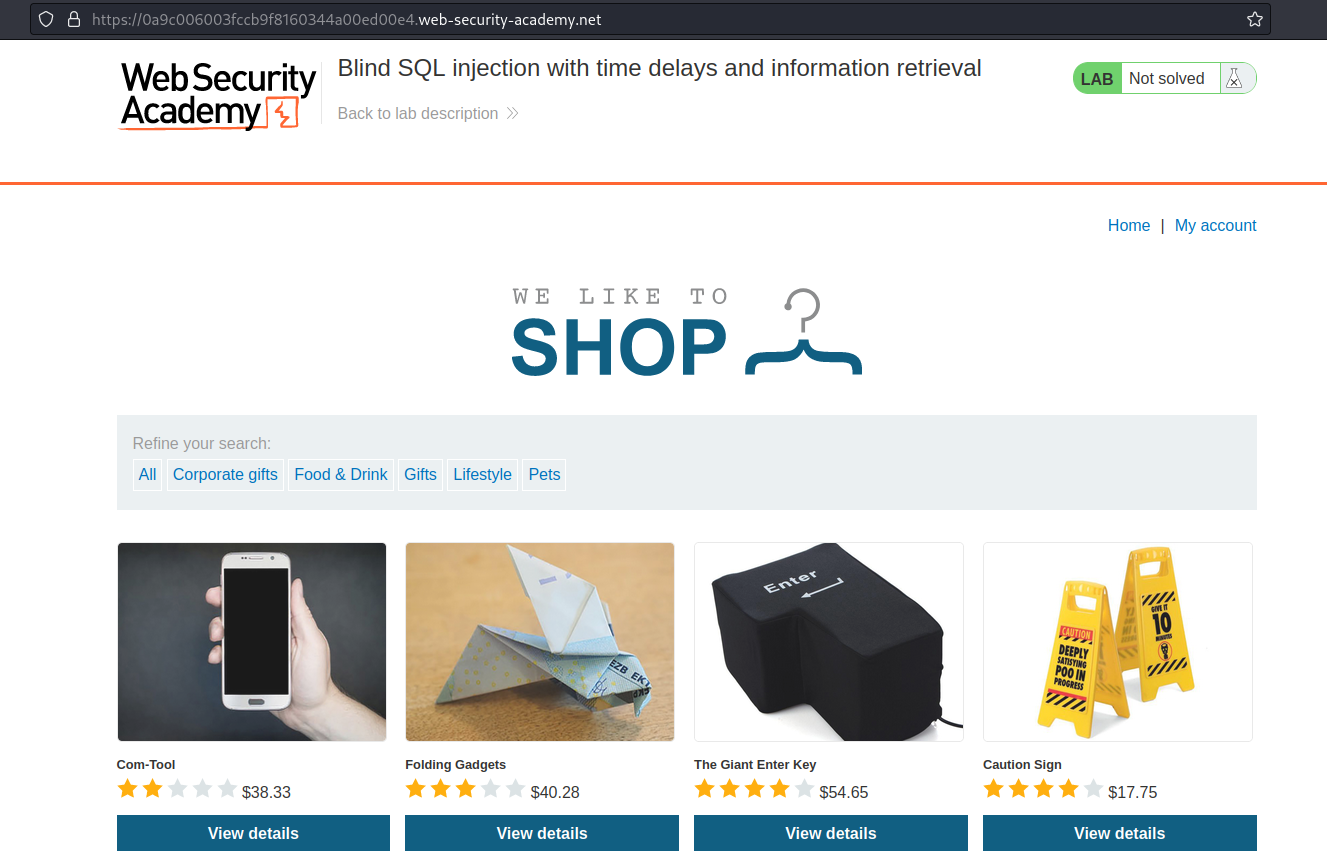 https://0a9c006003fccb9f8160344a00ed00e4.web-security-academy.net
Web Security
Academy
Blind SQL injection with time delays and information retrieval
Back to lab description
LAB Not solved
Home | My account
WE LIKE TO
SHOP
Refine your search:
All Corporate gifts Food & Drink Gifts Lifestyle Pets
EZB EK
Enter
CAUTION
DEEPLY
SATISFYING
POO IN
PROGRESS
GIVE IT
10
MINUTES
Com-Tool Folding Gadgets The Giant Enter Key Caution Sign
$38.33 $40.28 $54.65 $17.75
View details View details View details View details